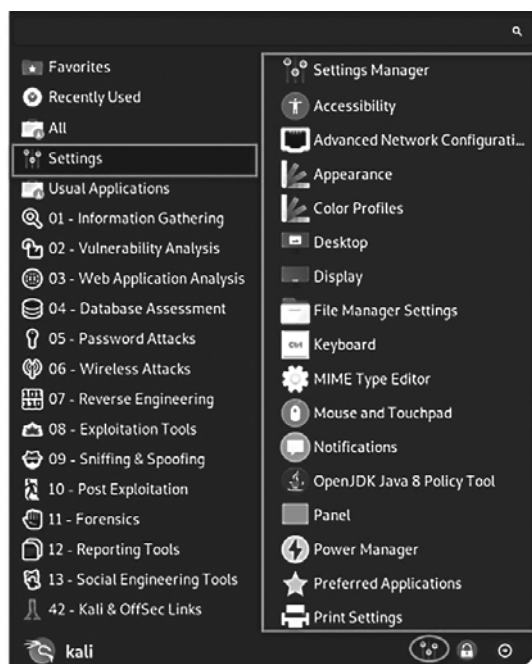 Favorites
Recently Used
All
Settings
Usual Applications
01 - Information Gathering
02 - Vulnerability Analysis
03 - Web Application Analysis
04 - Database Assessment
05 - Password Attacks
06 - Wireless Attacks
07 - Reverse Engineering
08 - Exploitation Tools
09 - Sniffing & Spoofing
10 - Post Exploitation
11 - Forensics
12 - Reporting Tools
13 - Social Engineering Tools
42 - Kali & OffSec Links
kali
Settings Manager
Accessibility
Advanced Network Configurati...
Appearance
Color Profiles
Desktop
Display
File Manager Settings
Ctrl Keyboard
MIME Type Editor
Mouse and Touchpad
Notifications
OpenJDK Java 8 Policy Tool
Panel
Power Manager
Preferred Applications
Print Settings